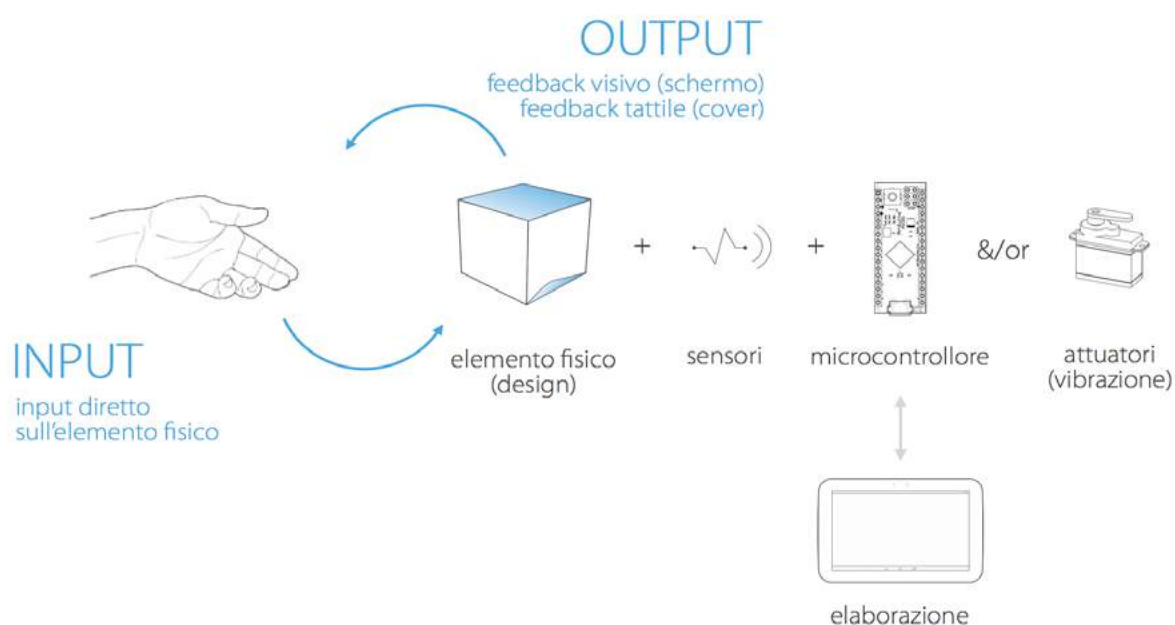 OUTPUT
feedback visivo (schermo)
feedback tattile (cover)
+
+
&/or
INPUT
input diretto
sull'elemento fisico
elemento fisico
(design)
sensori
microcontrollore
attuatori
(vibrazione)
elaborazione